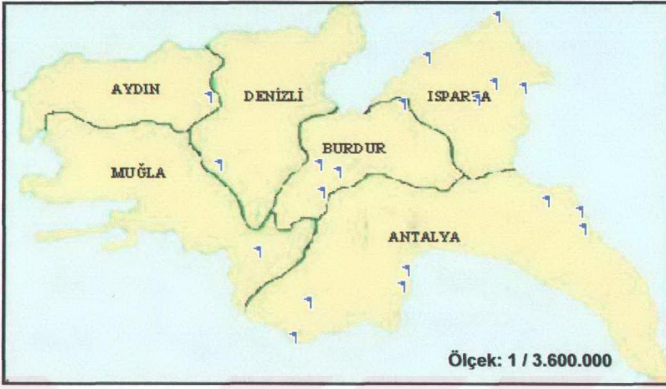 AYDIN
DENİZLİ
ISPARTA
BURDUR
MUĞLA
ANTALYA
Ölçek: 1 / 3.600.000